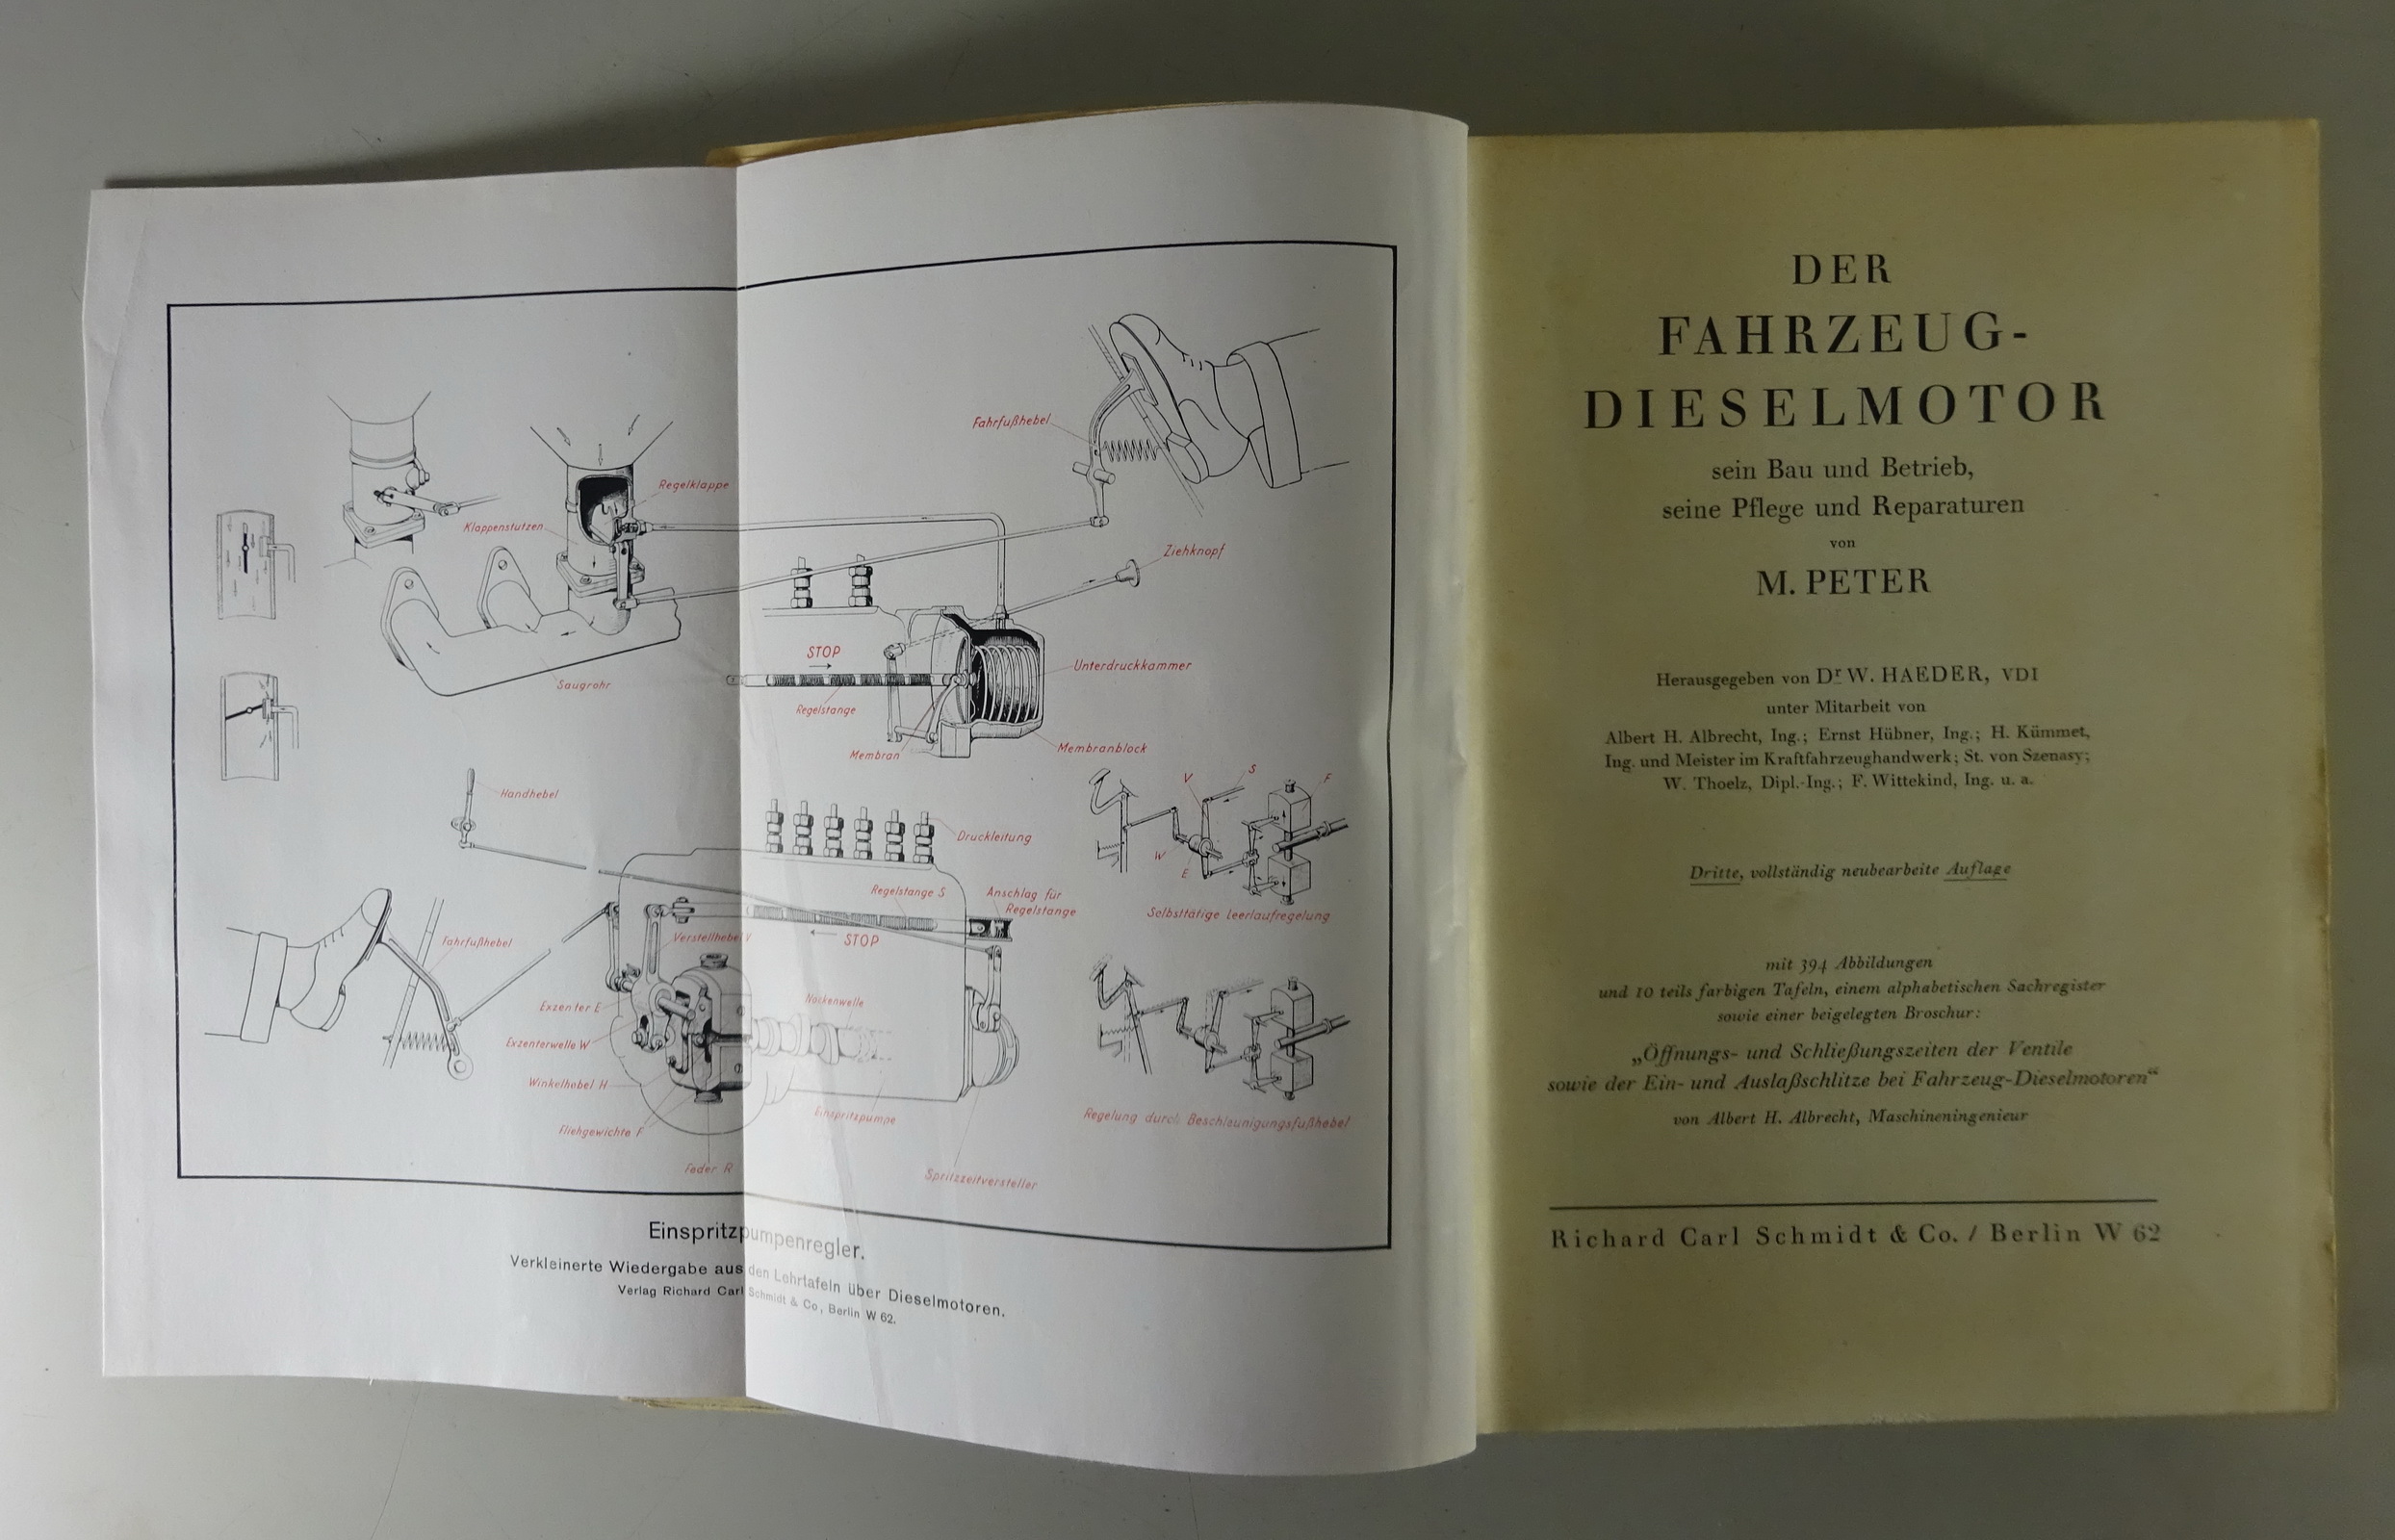 Fahrfußhebel
Regelklappe
Klappenstutzen
Ziehknopf
STOP
Unterdruckkammer
Saugrohr
Regelstange
Membran
Membranblock
Handhebel
V
S
F
Druckleitung
W
E
Regelstange S
Anschlag für
Regelstange
Selbsttätige Leerlaufregelung
Fahrfußhebel
Verstellhebel V
STOP
Exzenter E
Nockenwelle
Exzenterwelle W
Winkelhebel H
Einspritzpumpe
Regelung durch Beschleunigungsfußhebel
Fliehgewichte F
Feder R
Spritzzeitversteller
Einspritzpumpenregler.
Verkleinerte Wiedergabe aus den Lehrtafeln über Dieselmotoren.
Verlag Richard Carl Schmidt & Co, Berlin W 62.
DER
FAHRZEUG-
DIESELMOTOR
sein Bau und Betrieb,
seine Pflege und Reparaturen
von
M. PETER
Herausgegeben von Dr W. HAEDER, VDI
unter Mitarbeit von
Albert H. Albrecht, Ing.; Ernst Hübner, Ing.; H. Kümmet,
Ing. und Meister im Kraftfahrzeughandwerk; St. von Szenasy;
W. Thoelz, Dipl.-Ing.; F. Wittekind, Ing. u. a.
Dritte, vollständig neubearbeite Auflage
mit 394 Abbildungen
und 10 teils farbigen Tafeln, einem alphabetischen Sachregister
sowie einer beigelegten Broschur:
„Öffnungs- und Schließungszeiten der Ventile
sowie der Ein- und Auslaßschlitze bei Fahrzeug-Dieselmotoren“
von Albert H. Albrecht, Maschineningenieur
Richard Carl Schmidt & Co. / Berlin W 62